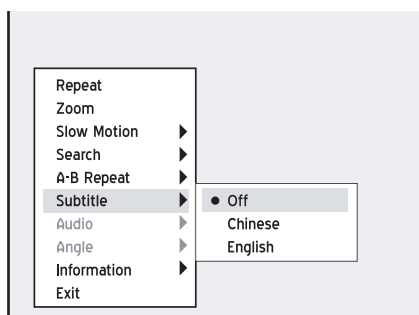 Repeat
Zoom
Slow Motion
Search
A-B Repeat
Subtitle
Audio
Angle
Information
Exit
Off
Chinese
English